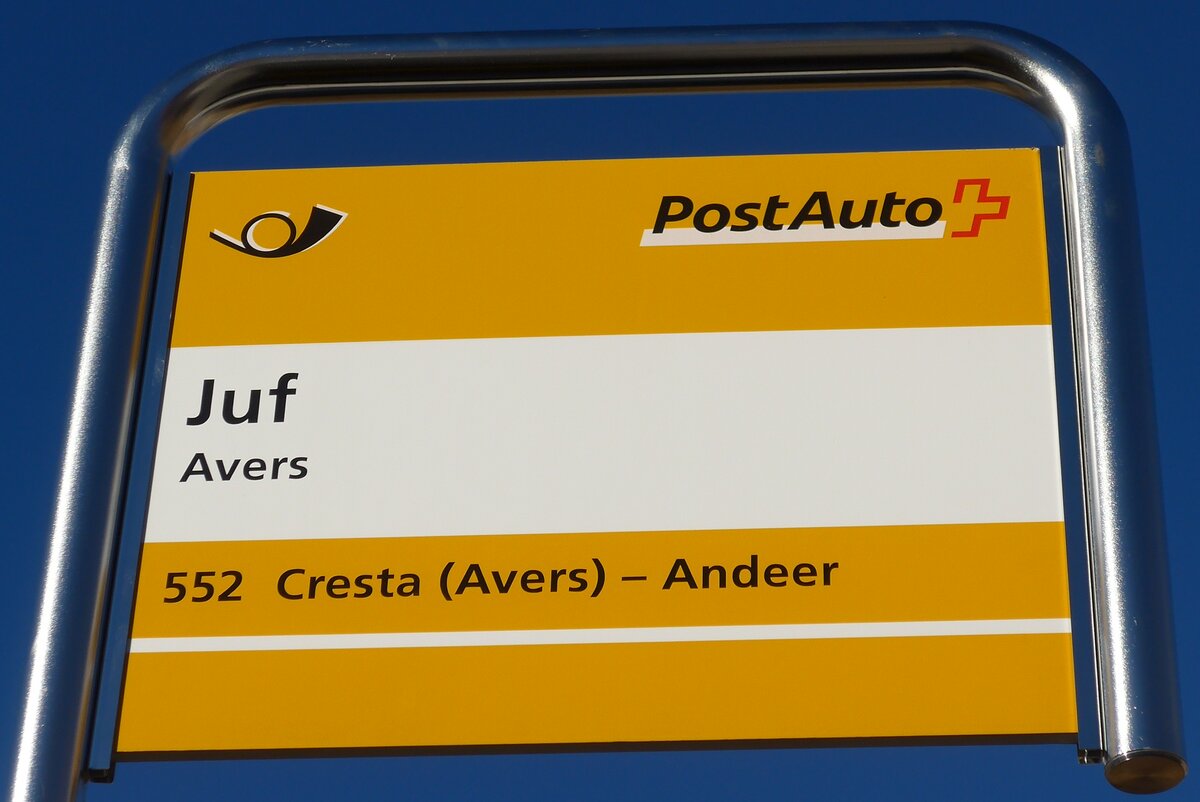 PostAuto
Juf
Avers
552 Cresta (Avers) – Andeer